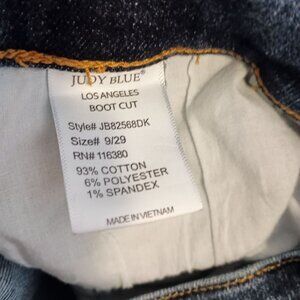 JUDY BLUE®
LOS ANGELES
BOOT CUT
Style# JB82568DK
Size# 9/29
RN# 116380
93% COTTON
6% POLYESTER
1% SPANDEX
MADE IN VIETNAM